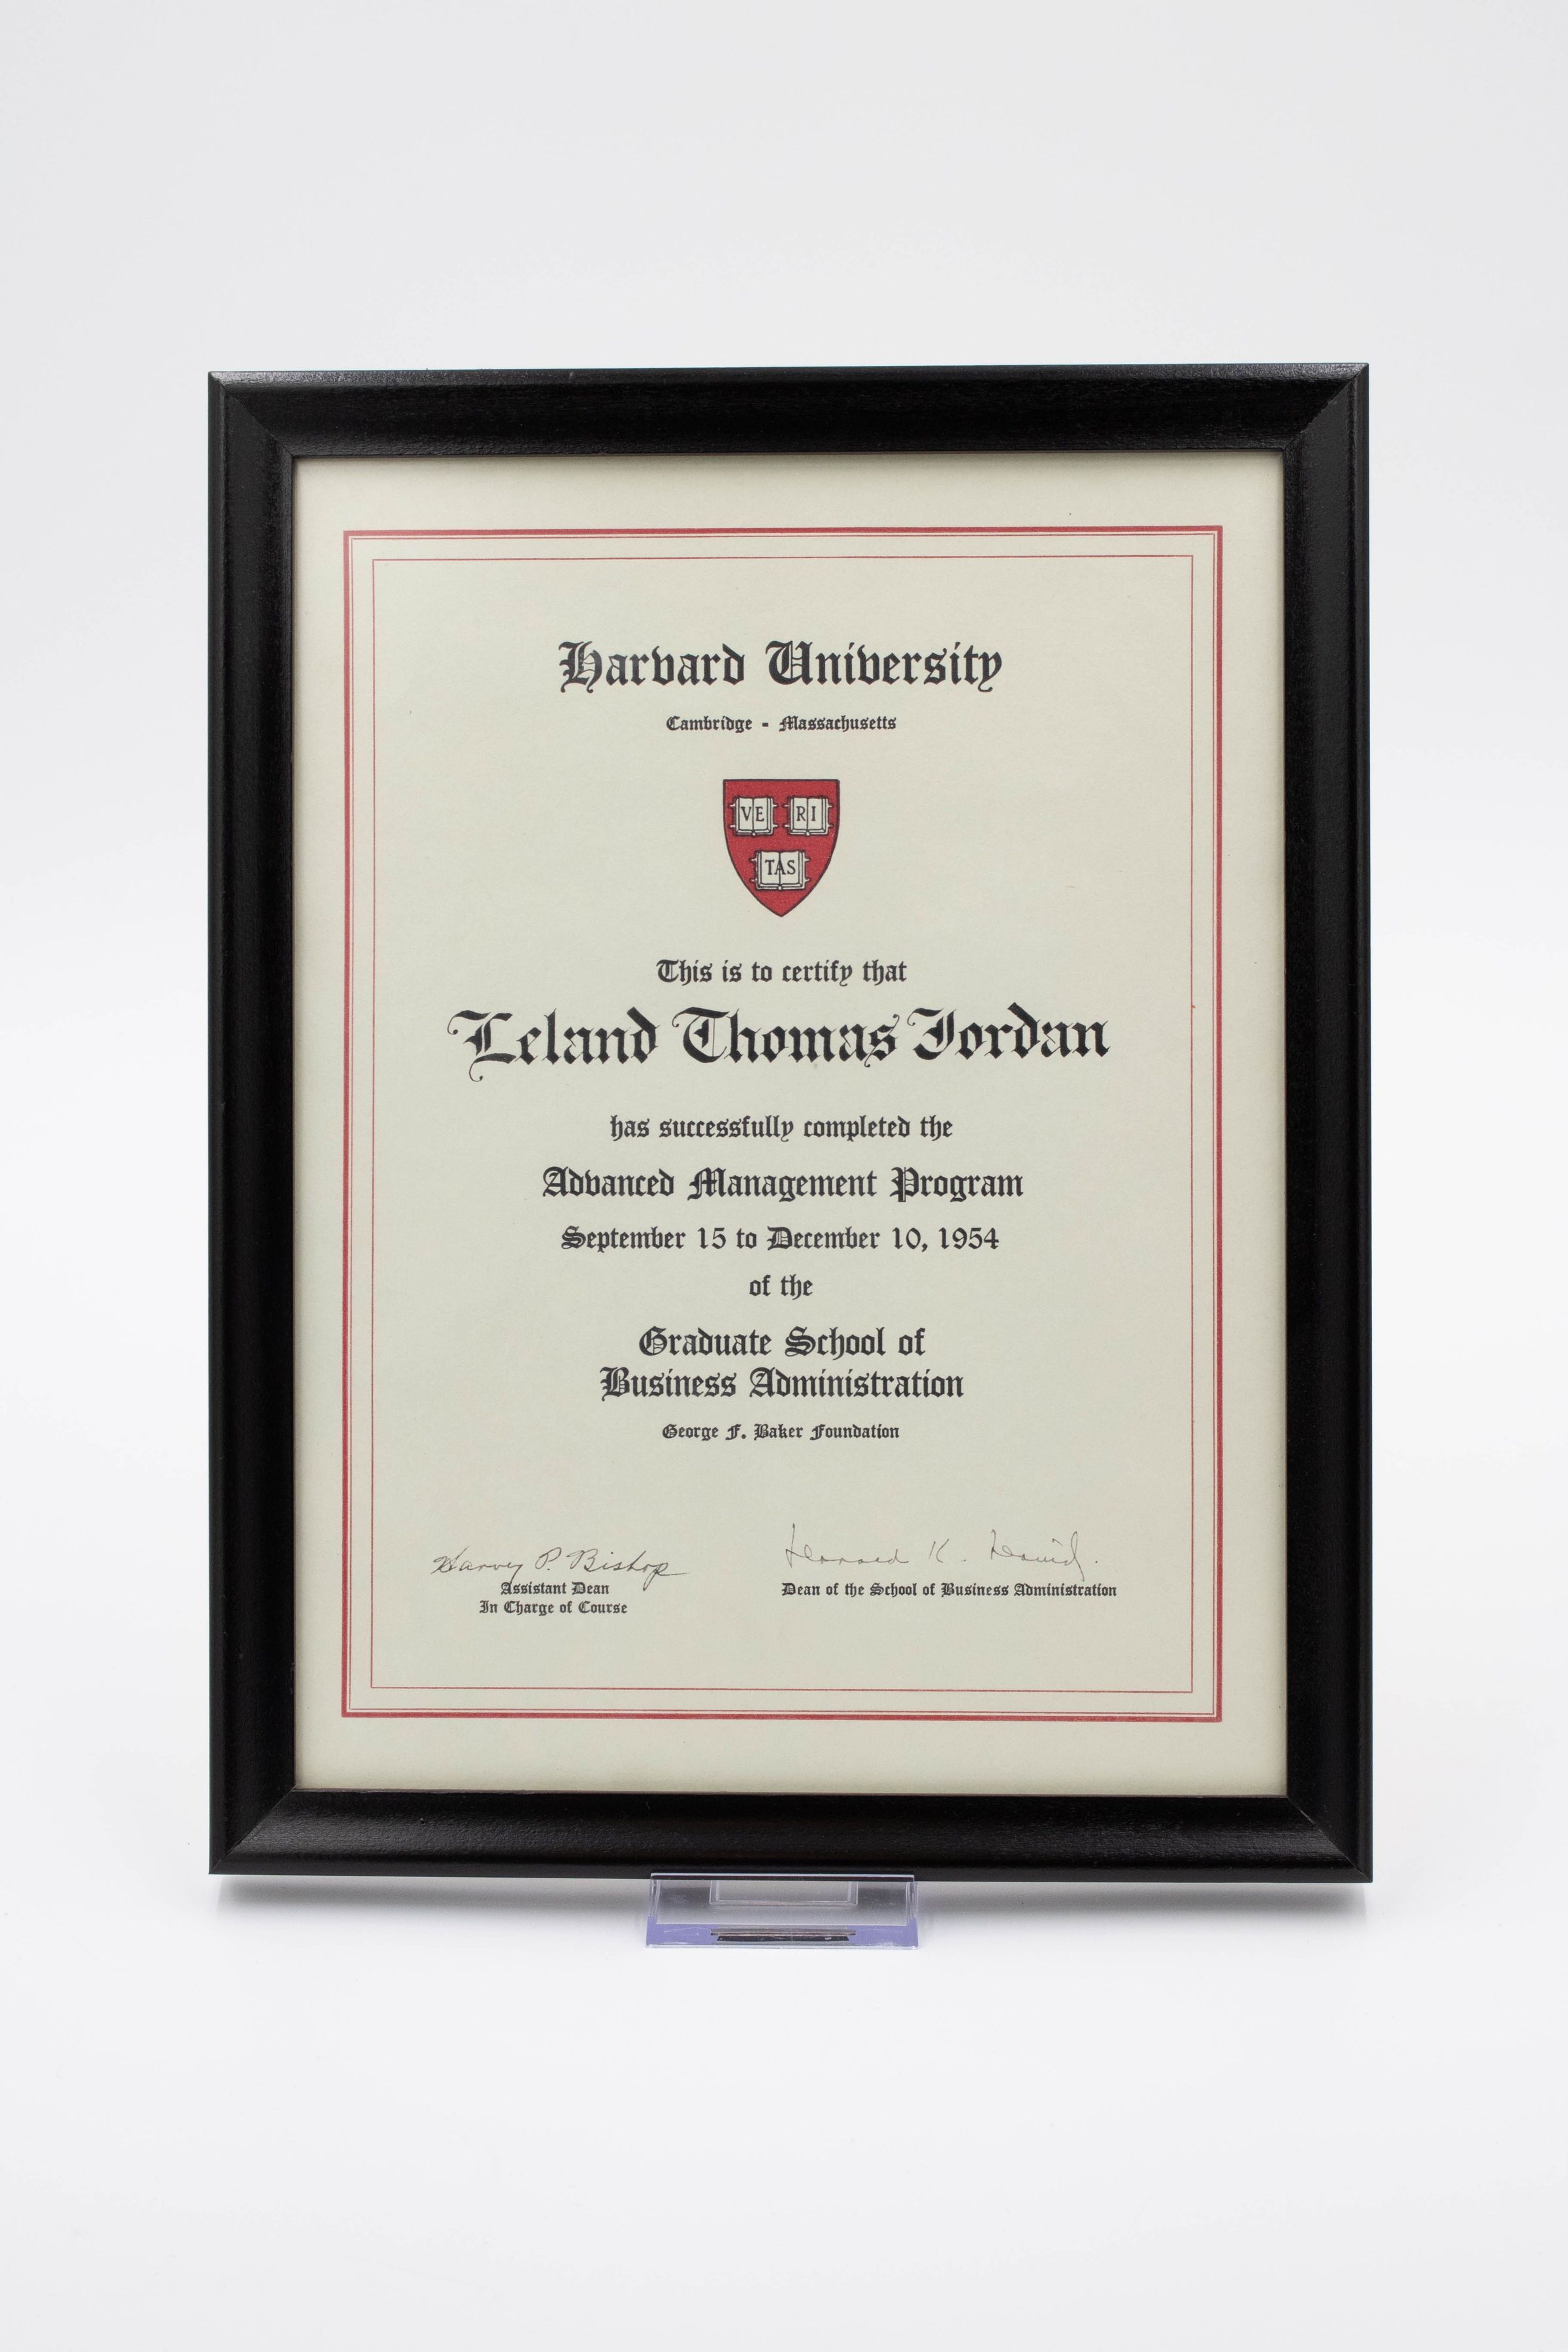 Harvard University
Cambridge - Massachusetts
VE RI
TAS
This is to certify that
Leland Thomas Jordan
has successfully completed the
Advanced Management Program
September 15 to December 10, 1954
of the
Graduate School of
Business Administration
George F. Baker Foundation
Harvey P. Bishop
Assistant Dean
In Charge of Course
K. David
Dean of the School of Business Administration